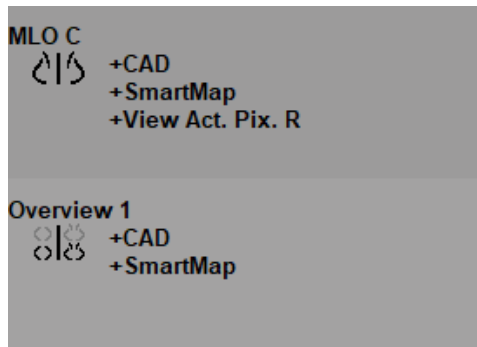 MLO C
+CAD
+SmartMap
+View Act. Pix. R
Overview 1
+CAD
+SmartMap